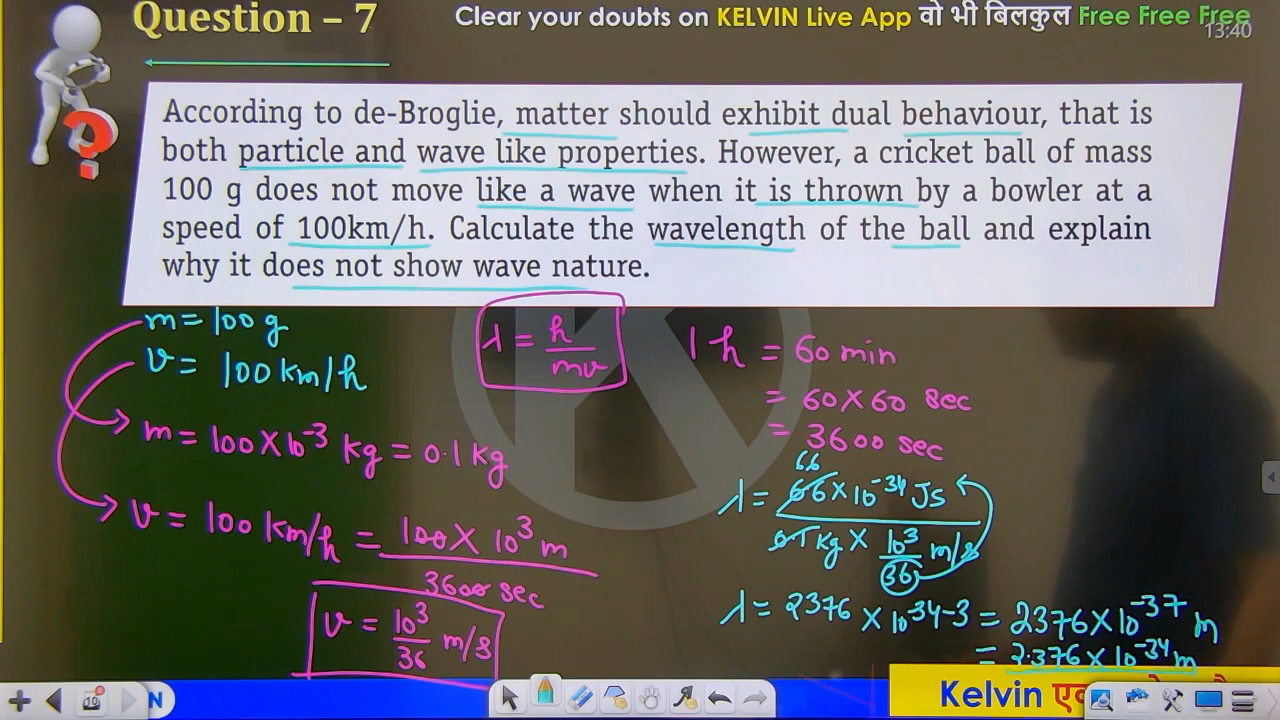 Question – 7
Clear your doubts on KELVIN Live App वो भी बिलकुल Free Free Free
13:40
According to de-Broglie, matter should exhibit dual behaviour, that is
both particle and wave like properties. However, a cricket ball of mass
100 g does not move like a wave when it is thrown by a bowler at a
speed of 100km/h. Calculate the wavelength of the ball and explain
why it does not show wave nature.
m = 100 g
v = 100 km/h
m = 100 X 10⁻³ kg = 0.1 kg
v = 100 km/h = 100 X 10³ m
3600 sec
v = 10³/36 m/s
λ = h/mv
1 h = 60 min
= 60 X 60 sec
= 3600 sec
66
λ = 6.6 × 10⁻³⁴ Js
0.1 kg × 10³/36 m/s
λ = 2376 × 10³⁴⁻³ = 2376 × 10⁻³⁷ m
= 2.376 × 10⁻³⁴ m
Kelvin
N